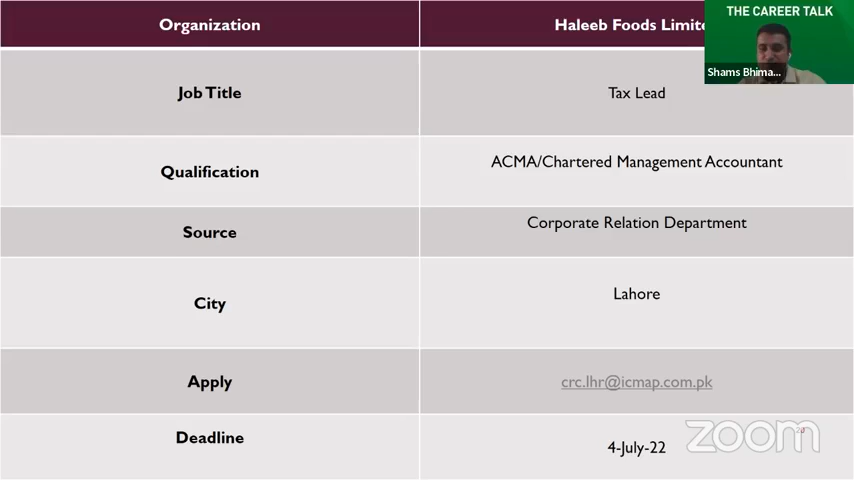 Organization
Haleeb Foods Limite
THE CAREER TALK
Shams Bhima...
Job Title
Tax Lead
Qualification
ACMA/Chartered Management Accountant
Source
Corporate Relation Department
City
Lahore
Apply
crc.lhr@icmap.com.pk
Deadline
4-July-22
zoom
20